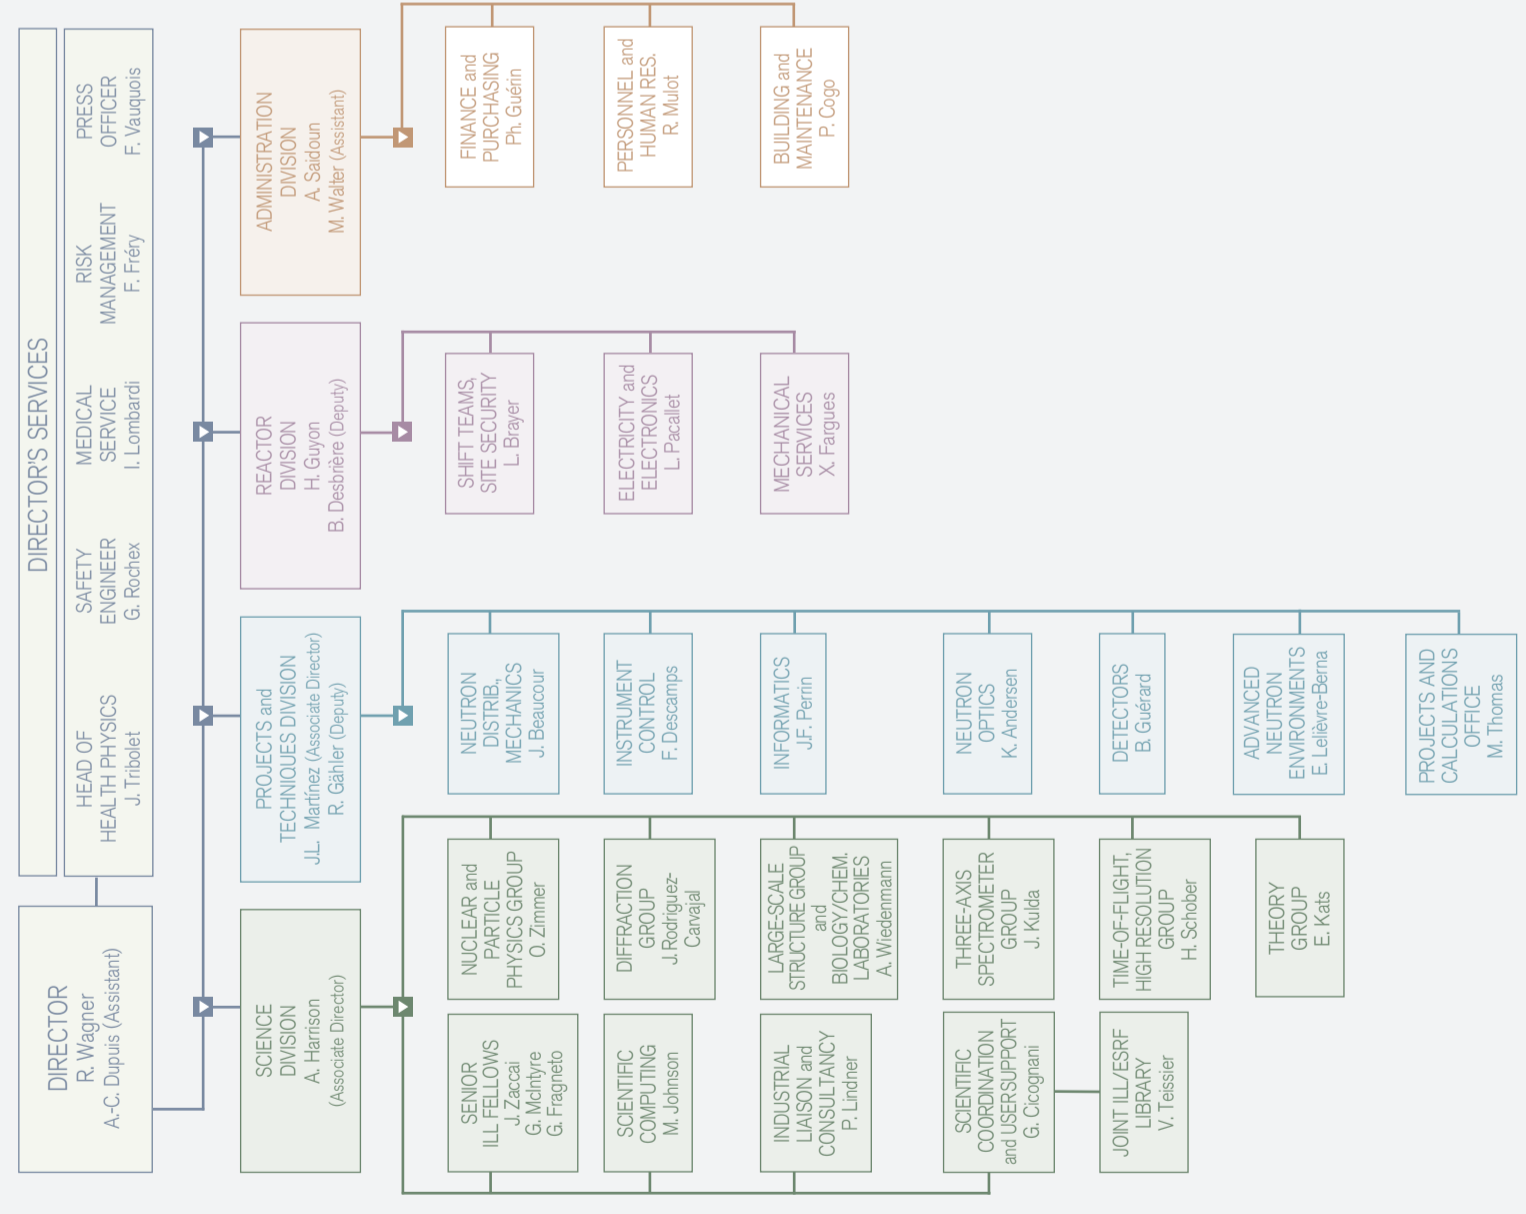 DIRECTOR
R. Wagner
A.-C. Dupuis (Assistant)
DIRECTOR'S SERVICES
HEAD OF
HEALTH PHYSICS
J. Tribolet
SAFETY
ENGINEER
G. Rochex
MEDICAL
SERVICE
I. Lombardi
RISK
MANAGEMENT
F. Fréry
PRESS
OFFICER
F. Vauquois
SCIENCE
DIVISION
A. Harrison
(Associate Director)
PROJECTS and
TECHNIQUES DIVISION
J.L. Martínez (Associate Director)
R. Gähler (Deputy)
REACTOR
DIVISION
H. Guyon
B. Desbrière (Deputy)
ADMINISTRATION
DIVISION
A. Saidoun
M. Walter (Assistant)
SENIOR
ILL FELLOWS
J. Zaccai
G. McIntyre
G. Fragneto
SCIENTIFIC
COMPUTING
M. Johnson
INDUSTRIAL
LIAISON and
CONSULTANCY
P. Lindner
SCIENTIFIC
COORDINATION
and USER SUPPORT
G. Cicognani
JOINT ILL/ESRF
LIBRARY
V. Teissier
NUCLEAR and
PARTICLE
PHYSICS GROUP
O. Zimmer
DIFFRACTION
GROUP
J. Rodriguez-
Carvajal
LARGE-SCALE
STRUCTURE GROUP
and
BIOLOGY/CHEM.
LABORATORIES
A. Wiedenmann
THREE-AXIS
SPECTROMETER
GROUP
J. Kulda
TIME-OF-FLIGHT,
HIGH RESOLUTION
GROUP
H. Schober
THEORY
GROUP
E. Kats
NEUTRON
DISTRIB.,
MECHANICS
J. Beaucour
INSTRUMENT
CONTROL
F. Descamps
INFORMATICS
J.F. Perrin
NEUTRON
OPTICS
K. Andersen
DETECTORS
B. Guérard
ADVANCED
NEUTRON
ENVIRONMENTS
E. Lelièvre-Berna
PROJECTS AND
CALCULATIONS
OFFICE
M. Thomas
SHIFT TEAMS,
SITE SECURITY
L. Brayer
ELECTRICITY and
ELECTRONICS
L. Pacallet
MECHANICAL
SERVICES
X. Fargues
FINANCE and
PURCHASING
Ph. Guérin
PERSONNEL and
HUMAN RES.
R. Mulot
BUILDING and
MAINTENANCE
P. Cogo